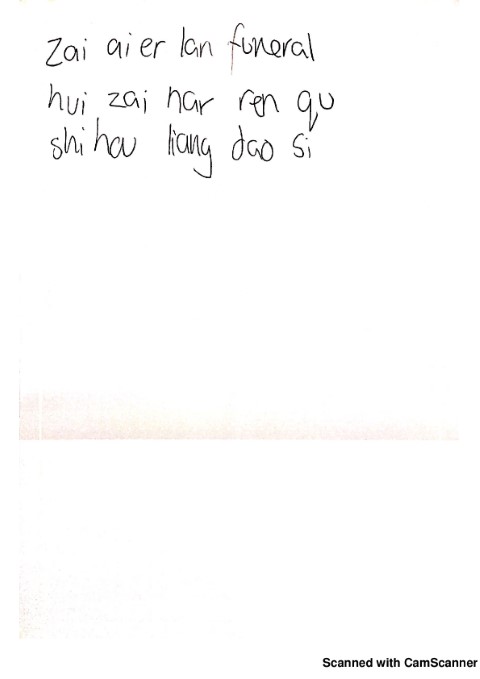 Zai ai er lan funeral
hui zai nar ren qu
shi hou liang dao si
Scanned with CamScanner